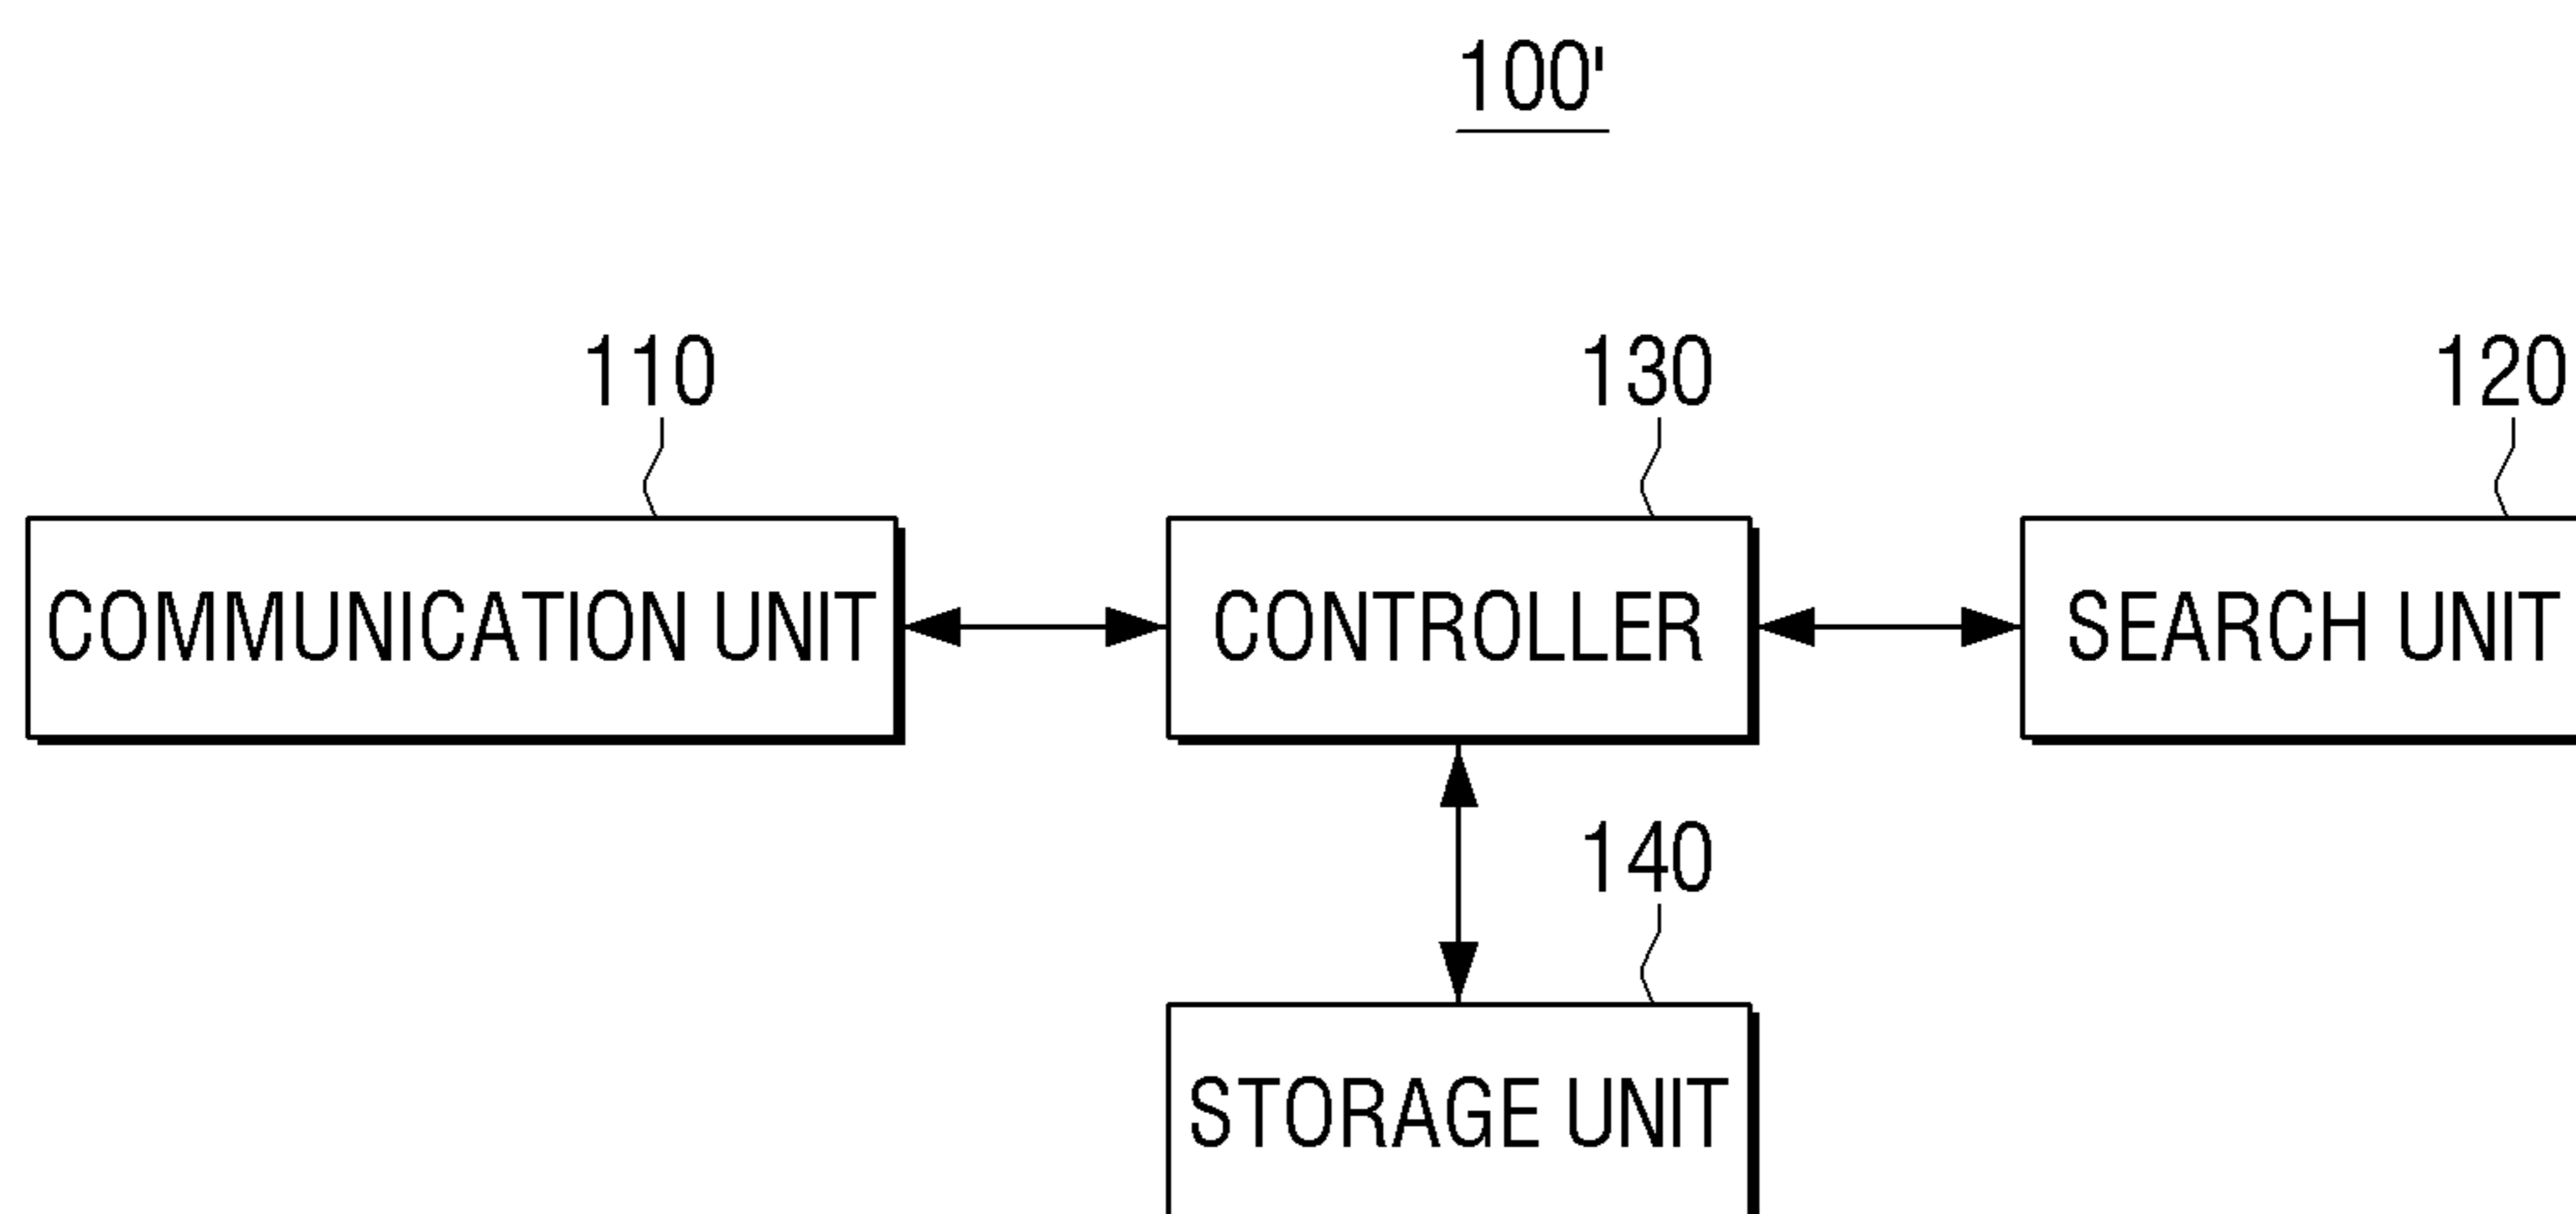 100'
110
130
120
COMMUNICATION UNIT
CONTROLLER
SEARCH UNIT
140
STORAGE UNIT